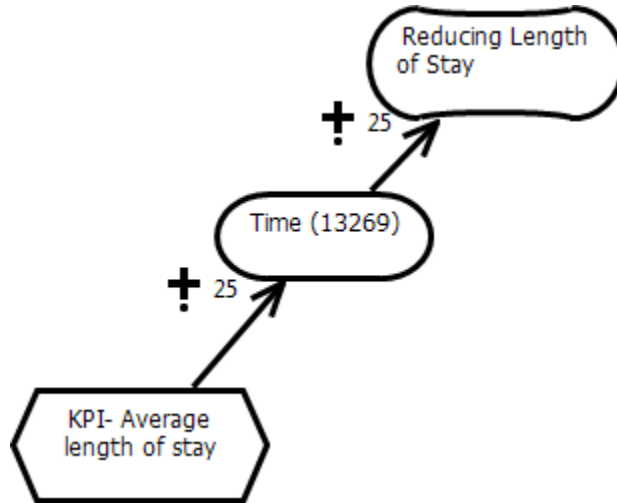 Reducing Length
of Stay
25
Time (13269)
25
KPI- Average
length of stay